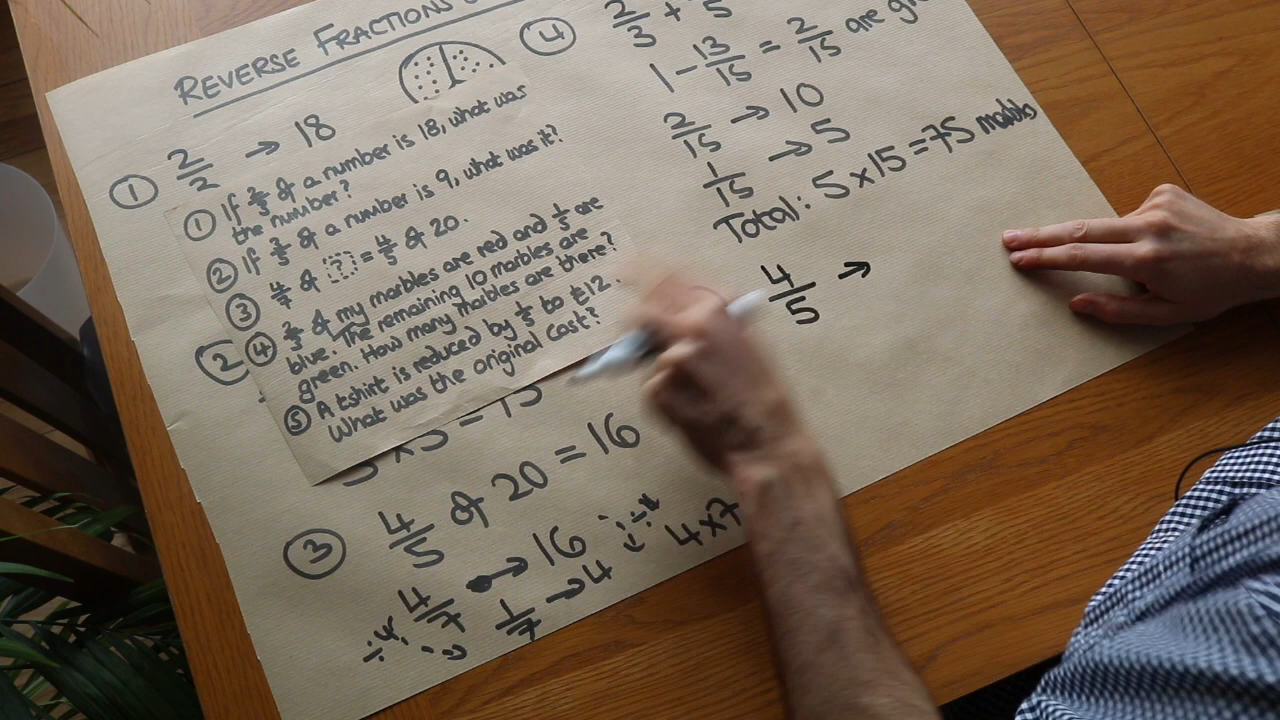 REVERSE FRACTIONS
① 2/2 → 18
① If 2/5 of a number is 18, what was
the number?
② If 3/5 of a number is 9, what was it?
③ 4/7 of [?] = 4/5 of 20.
④ 2/3 of my marbles are red and 1/5 are
blue. The remaining 10 marbles are
green. How many marbles are there?
⑤ A tshirt is reduced by 1/5 to £12.
What was the original cost?
②
= 15
③ 4/5 of 20 = 16
4/7 → 16
1/7 → 4
4×7
④ 2/3 +
1 - 13/15 = 2/15 are
2/15 → 10
1/15 → 5
Total: 5×15 = 75 marbles
4/5 →